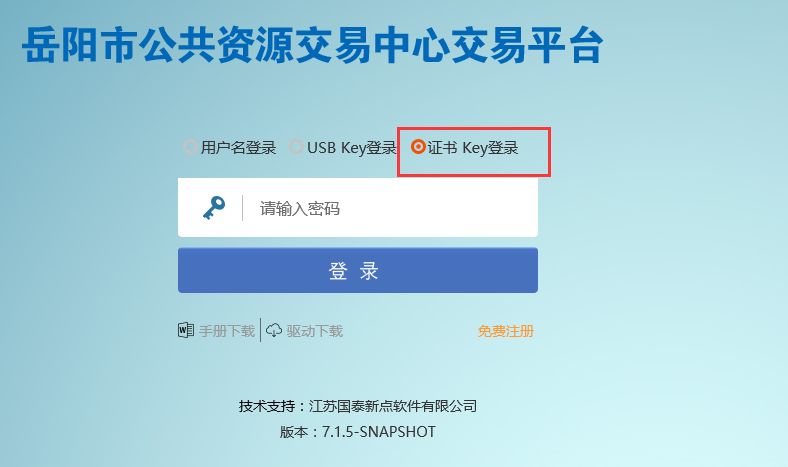 岳阳市公共资源交易中心交易平台
用户名登录 USB Key登录 证书 Key登录
请输入密码
登 录
手册下载 驱动下载 免费注册
技术支持：江苏国泰新点软件有限公司
版本：7.1.5-SNAPSHOT